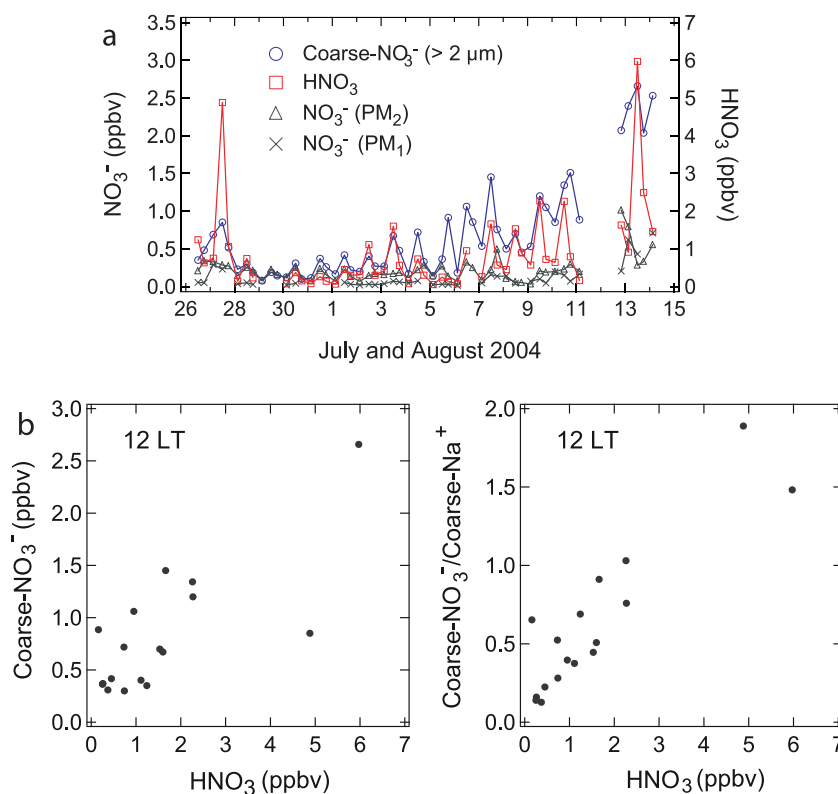 a
NO3⁻ (ppbv)
3.5
3.0
2.5
2.0
1.5
1.0
0.5
0.0
Coarse-NO3⁻ (> 2 µm)
HNO3
NO3⁻ (PM2)
NO3⁻ (PM1)
7
6
5
4
3
2
1
0
HNO3 (ppbv)
26 28 30 1 3 5 7 9 11 13 15
July and August 2004
b
12 LT
Coarse-NO3⁻ (ppbv)
3.0
2.5
2.0
1.5
1.0
0.5
0.0
0 1 2 3 4 5 6 7
HNO3 (ppbv)
12 LT
Coarse-NO3⁻/Coarse-Na⁺
2.0
1.5
1.0
0.5
0.0
0 1 2 3 4 5 6 7
HNO3 (ppbv)